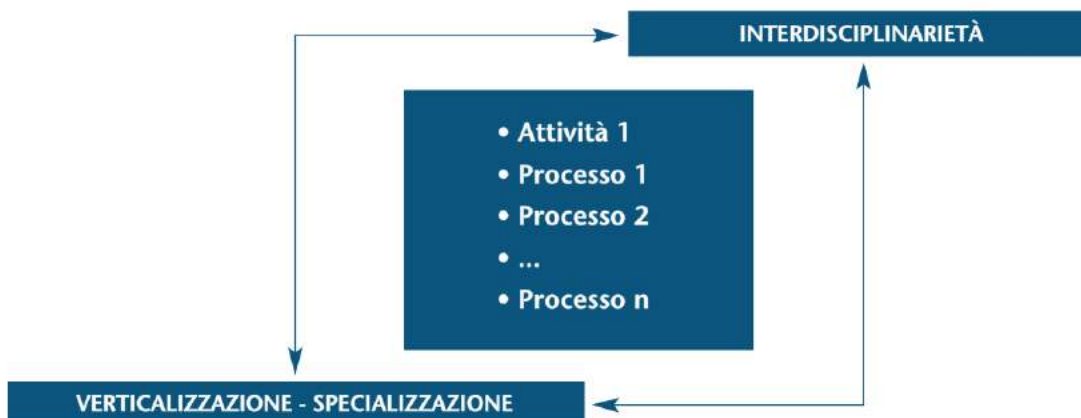 INTERDISCIPLINARIETÀ
• Attività 1
• Processo 1
• Processo 2
• ...
• Processo n
VERTICALIZZAZIONE - SPECIALIZZAZIONE